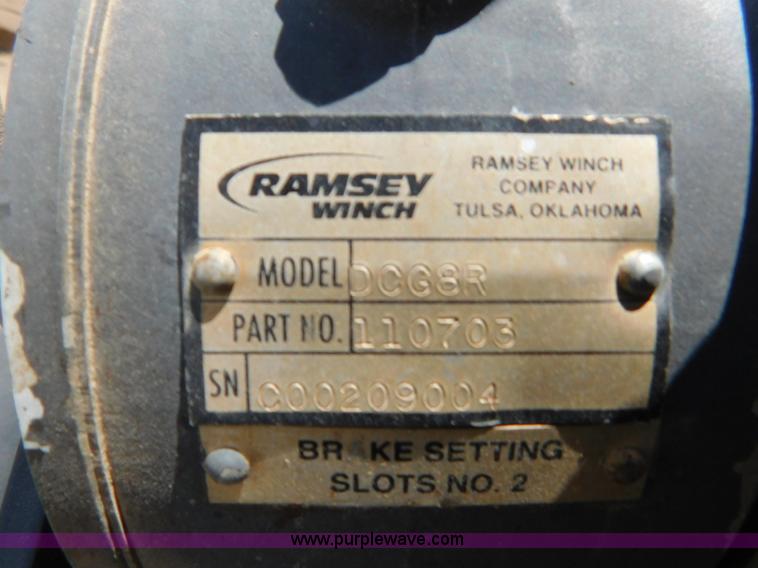 RAMSEY
WINCH
RAMSEY WINCH
COMPANY
TULSA, OKLAHOMA
MODEL DCG8R
PART NO. 110703
SN C00209004
BRAKE SETTING
SLOTS NO. 2
www.purplewave.com